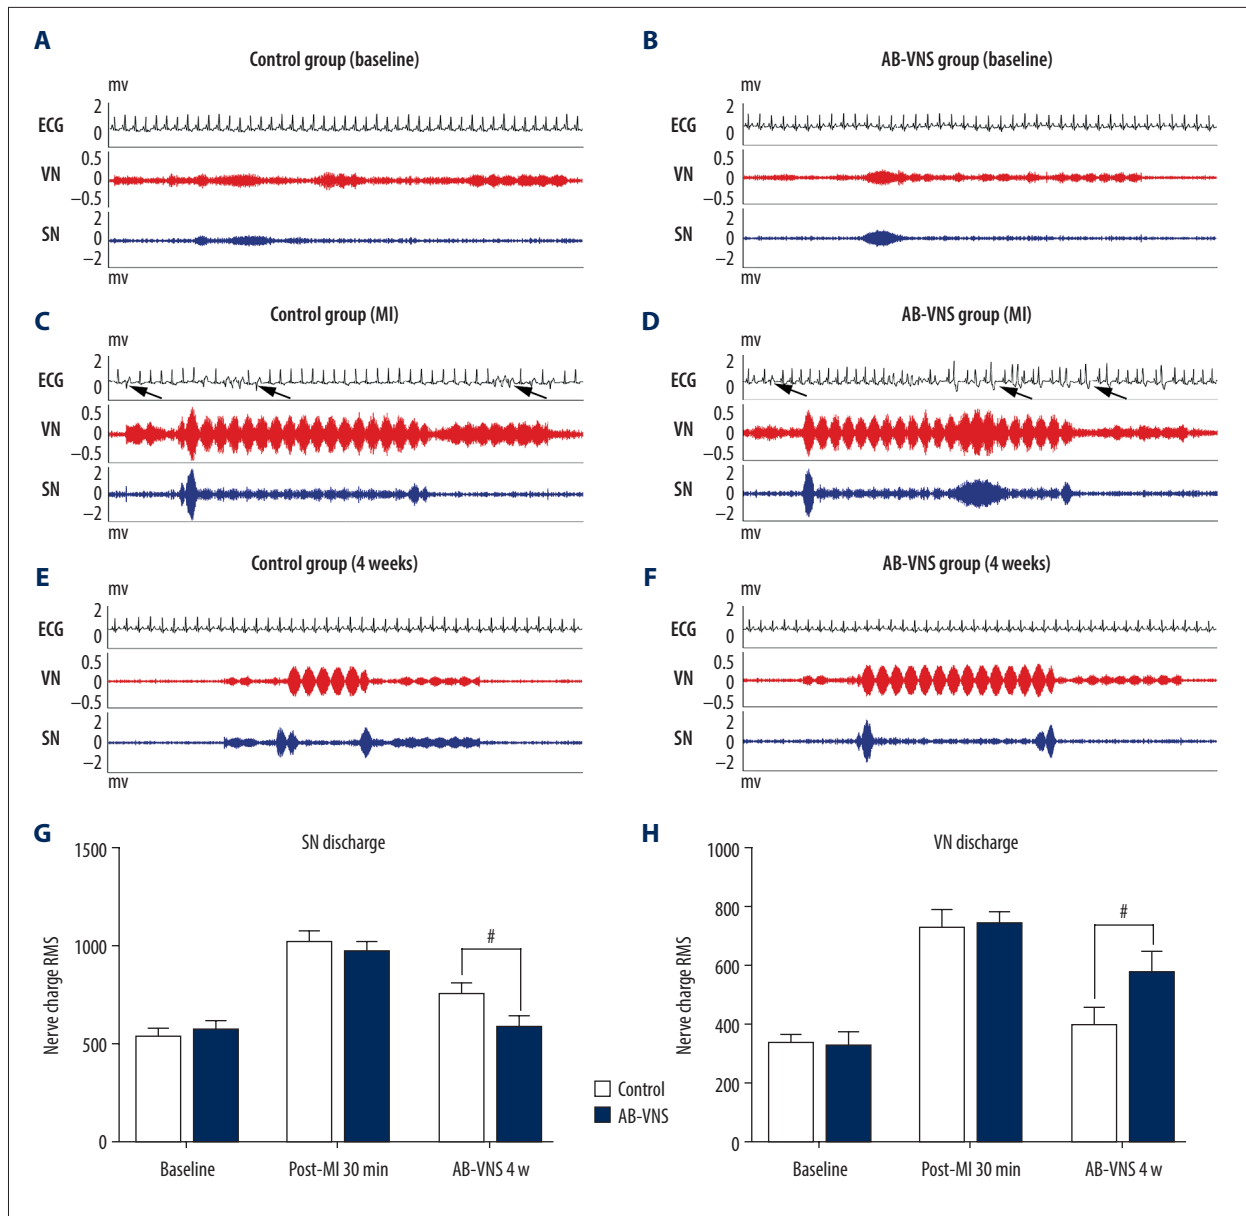 A
Control group (baseline)
mv
ECG
2
0
VN
0.5
0
–0.5
SN
2
0
–2
mv
B
AB-VNS group (baseline)
mv
ECG
2
0
VN
0.5
0
–0.5
SN
2
0
–2
mv
C
Control group (MI)
mv
ECG
2
0
VN
0.5
0
–0.5
SN
2
0
–2
mv
D
AB-VNS group (MI)
mv
ECG
2
0
VN
0.5
0
–0.5
SN
2
0
–2
mv
E
Control group (4 weeks)
mv
ECG
2
0
VN
0.5
0
–0.5
SN
2
0
–2
mv
F
AB-VNS group (4 weeks)
mv
ECG
2
0
VN
0.5
0
–0.5
SN
2
0
–2
mv
G
SN discharge
Nerve charge RMS
1500
1000
500
0
#
Baseline
Post-MI 30 min
AB-VNS 4 w
Control
AB-VNS
H
VN discharge
Nerve charge RMS
1000
800
600
400
200
0
#
Baseline
Post-MI 30 min
AB-VNS 4 w